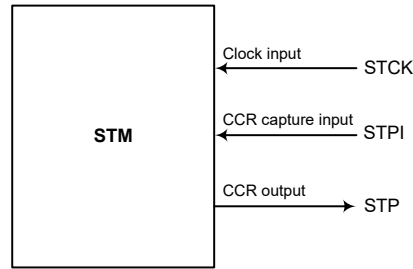 Clock input
STCK
CCR capture input
STM
STPI
CCR output
STP